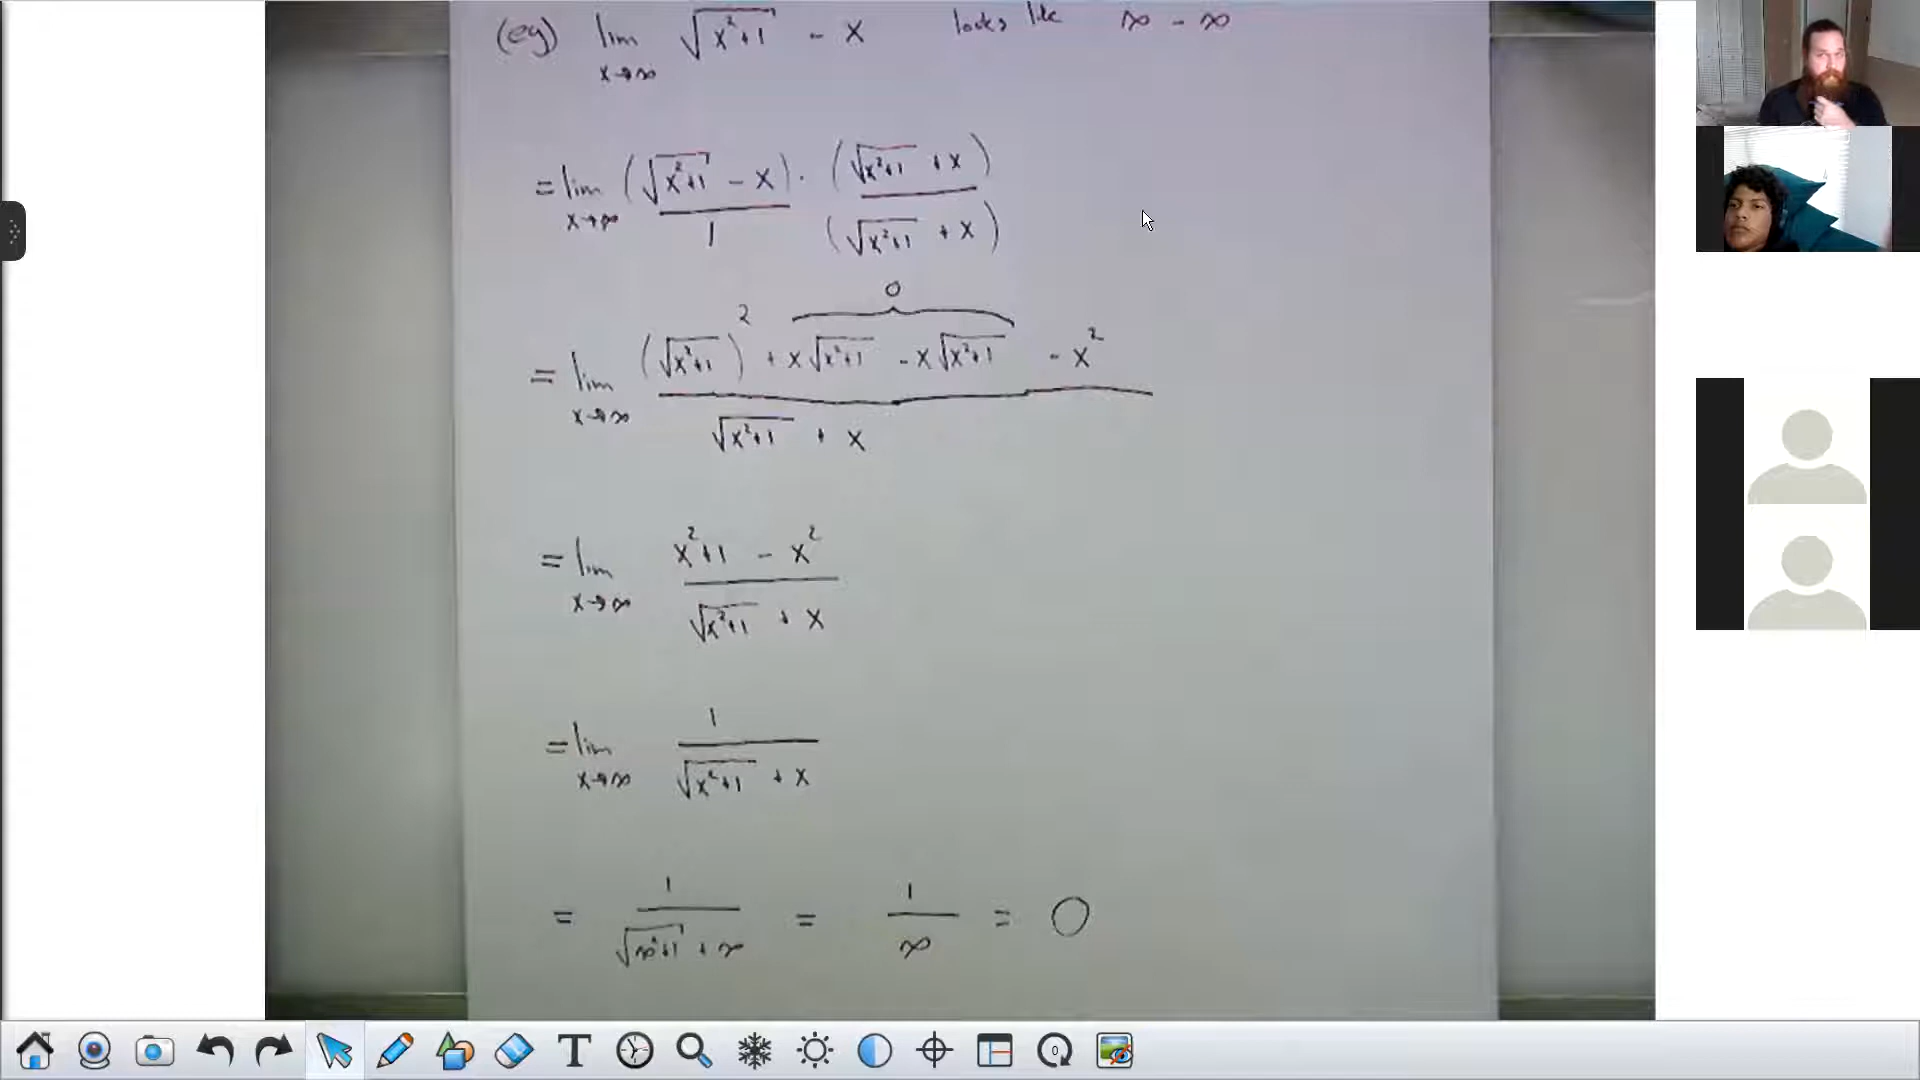 (eg) lim x→∞ √(x²+1) - x looks like ∞ - ∞
= lim x→∞ (√(x²+1) - x)/1 · (√(x²+1) + x)/(√(x²+1) + x)
0
= lim x→∞ ((√(x²+1))² + x√(x²+1) - x√(x²+1) - x²)/(√(x²+1) + x)
= lim x→∞ (x²+1 - x²)/(√(x²+1) + x)
= lim x→∞ 1/(√(x²+1) + x)
= 1/(√(∞²+1) + ∞) = 1/∞ = 0
T
0